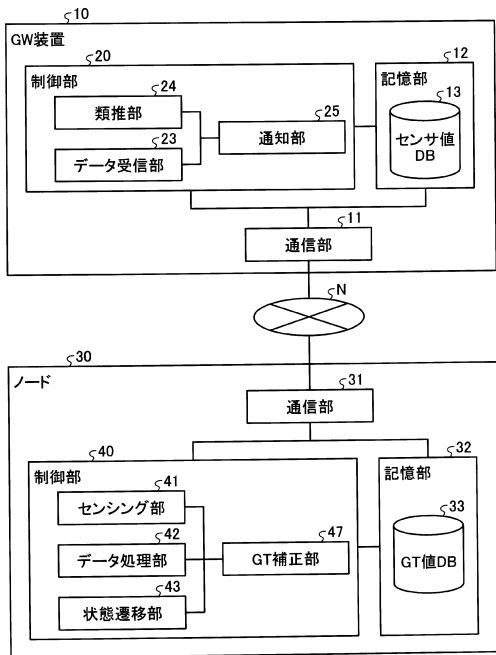 10
GW装置
20
制御部
24
類推部
23
データ受信部
25
通知部
12
記憶部
13
センサ値
DB
11
通信部
N
30
ノード
31
通信部
40
制御部
41
センシング部
42
データ処理部
43
状態遷移部
47
GT補正部
32
記憶部
33
GT値DB